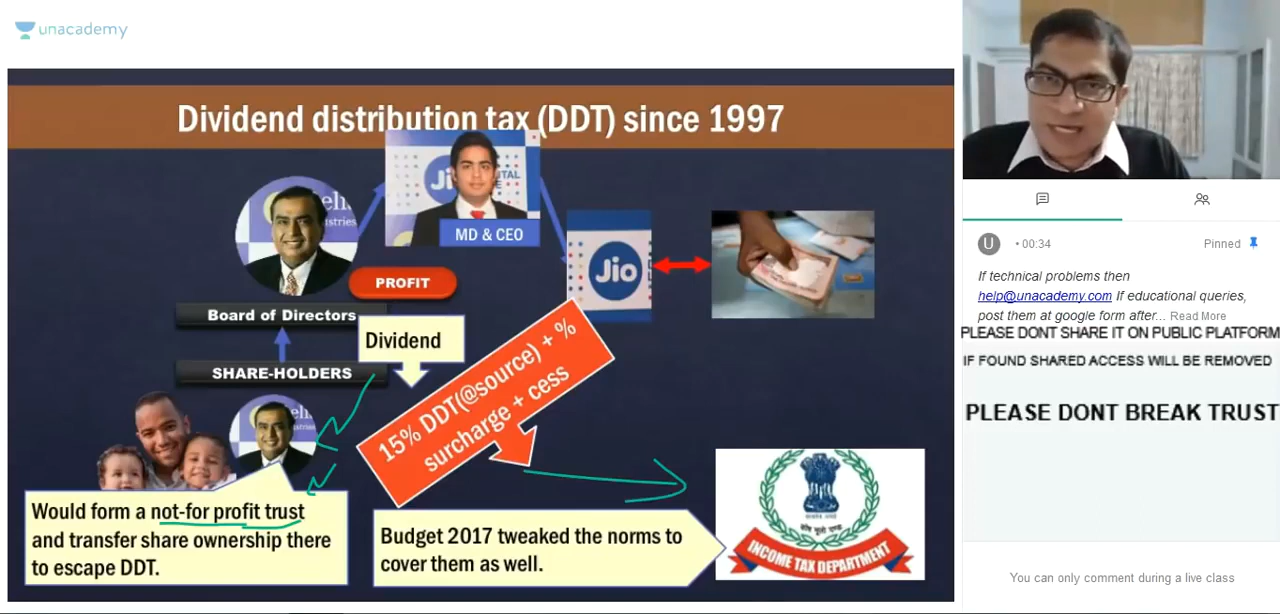 unacademy
Dividend distribution tax (DDT) since 1997
MD & CEO
Jio
PROFIT
Board of Directors
Dividend
SHARE-HOLDERS
15% DDT(@source) + %
surcharge + cess
Would form a not-for profit trust
and transfer share ownership there
to escape DDT.
Budget 2017 tweaked the norms to
cover them as well.
INCOME TAX DEPARTMENT
U
• 00:34
Pinned
If technical problems then
help@unacademy.com If educational queries,
post them at google form after... Read More
PLEASE DONT SHARE IT ON PUBLIC PLATFORM
IF FOUND SHARED ACCESS WILL BE REMOVED
PLEASE DONT BREAK TRUST
You can only comment during a live class